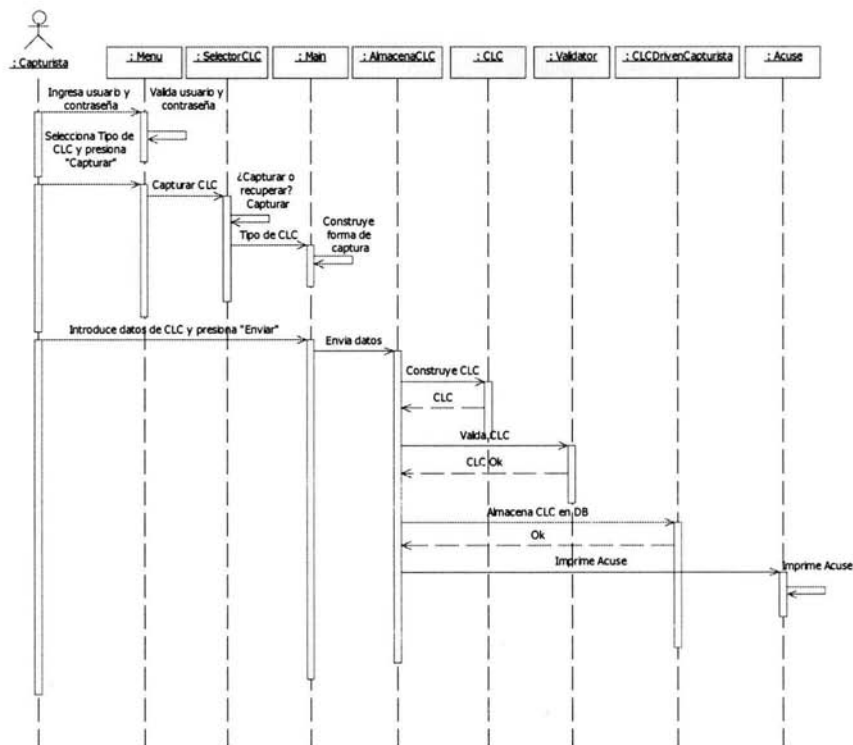 : Capturista
: Menu
: SelectorCLC
: Main
: AlmacenaCLC
: CLC
: Validator
: CLCDrivenCapturista
: Acuse
Ingresa usuario y
contraseña
Valida usuario y
contraseña
Selecciona Tipo de
CLC y presiona
"Capturar"
Capturar CLC
¿Capturar o
recuperar?
Capturar
Tipo de CLC
Construye
forma de
captura
Introduce datos de CLC y presiona "Enviar"
Envia datos
Construye CLC
CLC
Valida CLC
CLC Ok
Almacena CLC en DB
Ok
Imprime Acuse
Imprime Acuse